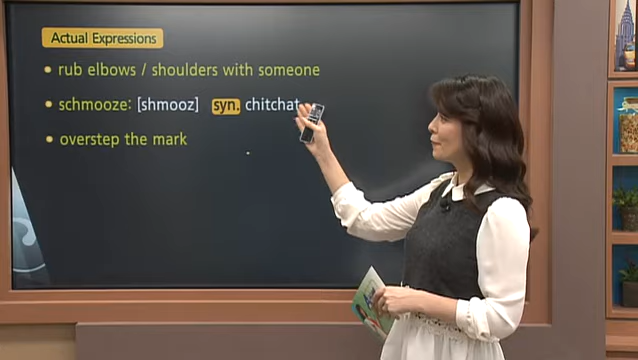 Actual Expressions
• rub elbows / shoulders with someone
• schmooze: [shmooz] syn. chitchat
• overstep the mark